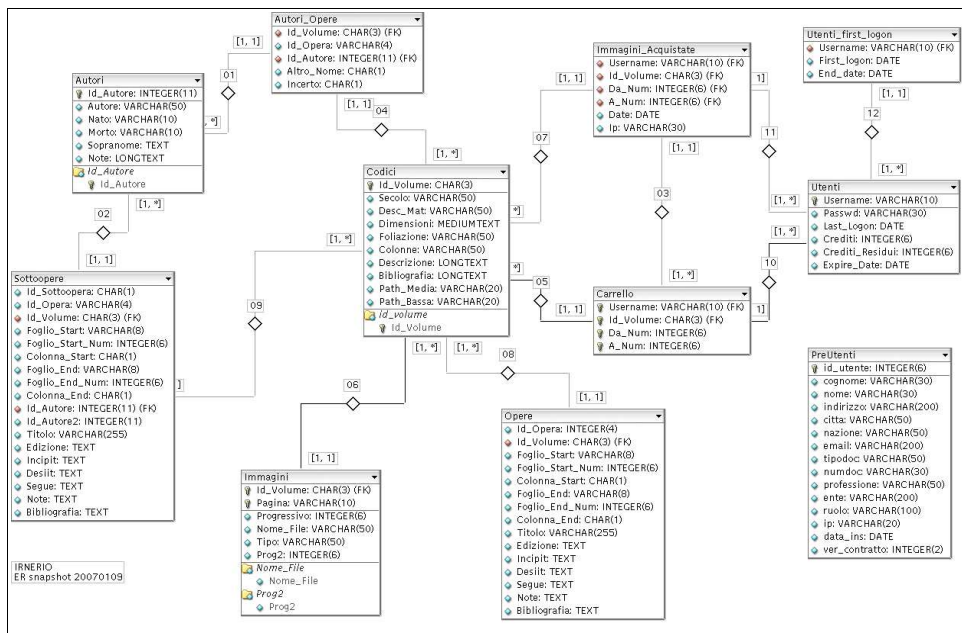 Autori_Opere
Id_Volume: CHAR(3) (FK)
Id_Opera: VARCHAR(4)
Id_Autore: INTEGER(11) (FK)
Altro_Nome: CHAR(1)
Incerto: CHAR(1)
[1, 1]
01
Autori
Id_Autore: INTEGER(11)
Autore: VARCHAR(50)
Nato: VARCHAR(10)
Morto: VARCHAR(10)
Sopranome: TEXT
Note: LONGTEXT
Id_Autore
Id_Autore
, *]
[1, 1]
04
[1, *]
Immagini_Acquistate
Username: VARCHAR(10) (FK)
Id_Volume: CHAR(3) (FK)
Da_Num: INTEGER(6) (FK)
A_Num: INTEGER(6) (FK)
Date: DATE
Ip: VARCHAR(30)
[1, 1]
1]
07
11
[1, 1]
03
[1, *]
Utenti_first_logon
Username: VARCHAR(10) (FK)
First_logon: DATE
End_date: DATE
[1, 1]
12
[1, *]
Utenti
Username: VARCHAR(10)
Passwd: VARCHAR(30)
Last_Logon: DATE
Crediti: INTEGER(6)
Crediti_Residui: INTEGER(6)
Expire_Date: DATE
[1, *]
[1, *]
10
Codici
Id_Volume: CHAR(3)
Secolo: VARCHAR(50)
Desc_Mat: VARCHAR(50)
Dimensioni: MEDIUMTEXT
Foliazione: VARCHAR(50)
Colonne: VARCHAR(50)
Descrizione: LONGTEXT
Bibliografia: LONGTEXT
Path_Media: VARCHAR(20)
Path_Bassa: VARCHAR(20)
id_volume
Id_Volume
*]
*]
05
[1, 1]
Carrello
Username: VARCHAR(10) (FK)
Id_Volume: CHAR(3) (FK)
Da_Num: INTEGER(6)
A_Num: INTEGER(6)
1]
[1, *]
02
[1, 1]
[1, *]
09
]
Sottoopere
Id_Sottoopera: CHAR(1)
Id_Opera: VARCHAR(4)
Id_Volume: CHAR(3) (FK)
Foglio_Start: VARCHAR(8)
Foglio_Start_Num: INTEGER(6)
Colonna_Start: CHAR(1)
Foglio_End: VARCHAR(8)
Foglio_End_Num: INTEGER(6)
Colonna_End: CHAR(1)
Id_Autore: INTEGER(11) (FK)
Id_Autore2: INTEGER(11)
Titolo: VARCHAR(255)
Edizione: TEXT
Incipit: TEXT
Desiit: TEXT
Segue: TEXT
Note: TEXT
Bibliografia: TEXT
[1, *]
[1, *]
06
08
[1, 1]
[1, 1]
Immagini
Id_Volume: CHAR(3) (FK)
Pagina: VARCHAR(10)
Progressivo: INTEGER(6)
Nome_File: VARCHAR(50)
Tipo: VARCHAR(50)
Prog2: INTEGER(6)
Nome_File
Nome_File
Prog2
Prog2
Opere
Id_Opera: INTEGER(4)
Id_Volume: CHAR(3) (FK)
Foglio_Start: VARCHAR(8)
Foglio_Start_Num: INTEGER(6)
Colonna_Start: CHAR(1)
Foglio_End: VARCHAR(8)
Foglio_End_Num: INTEGER(6)
Colonna_End: CHAR(1)
Titolo: VARCHAR(255)
Edizione: TEXT
Incipit: TEXT
Desiit: TEXT
Segue: TEXT
Note: TEXT
Bibliografia: TEXT
PreUtenti
id_utente: INTEGER(6)
cognome: VARCHAR(30)
nome: VARCHAR(30)
indirizzo: VARCHAR(200)
citta: VARCHAR(50)
nazione: VARCHAR(50)
email: VARCHAR(200)
tipodoc: VARCHAR(50)
numdoc: VARCHAR(30)
professione: VARCHAR(50)
ente: VARCHAR(200)
ruolo: VARCHAR(100)
ip: VARCHAR(20)
data_ins: DATE
ver_contratto: INTEGER(2)
IRNERIO
ER snapshot 20070109